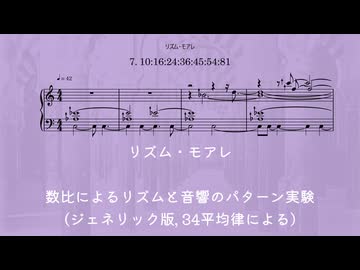 リズム・モアレ
7. 10:16:24:36:45:54:81
♩= 42
リズム・モアレ
数比によるリズムと音響のパターン実験
(ジェネリック版, 34平均律による)